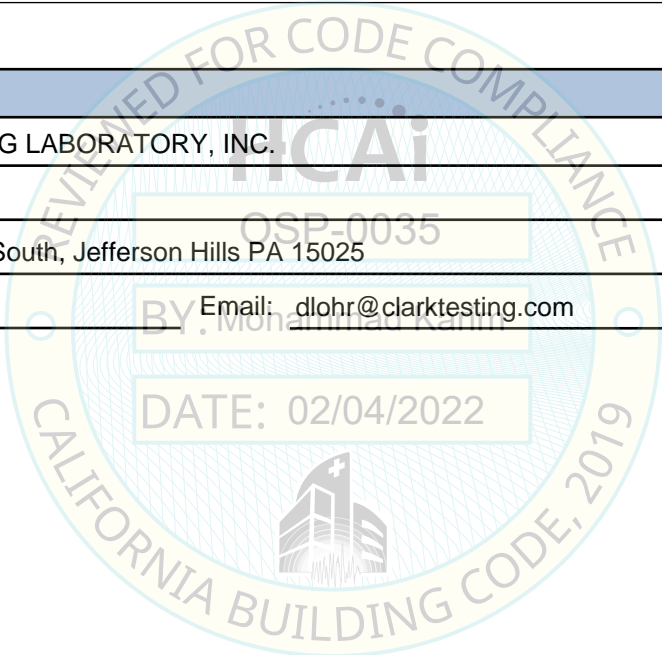 REVIEWED FOR CODE COMPLIANCE
HCAi
G LABORATORY, INC.
OSP-0035
South, Jefferson Hills PA 15025
Email: dlohr@clarktesting.com
BY: Mohammad Karim
DATE: 02/04/2022
CALIFORNIA BUILDING CODE, 2019